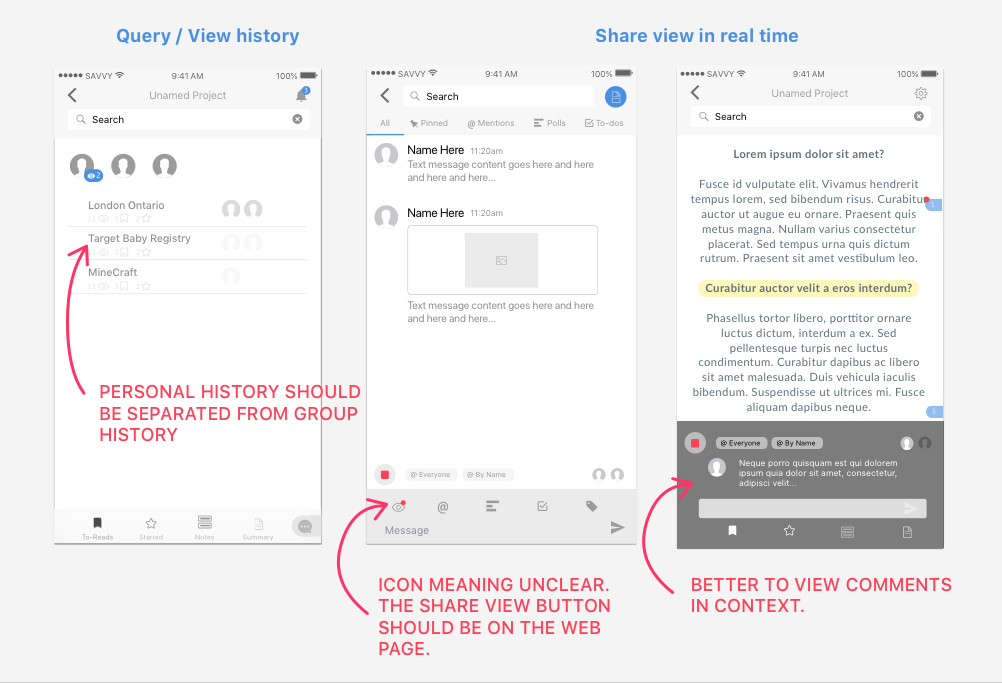 Query / View history
Share view in real time
SAVVY 9:41 AM 100%
Unamed Project 3
Search
2
London Ontario
11 5 2
Target Baby Registry
5 2
MineCraft
11 5 2
PERSONAL HISTORY SHOULD
BE SEPARATED FROM GROUP
HISTORY
To-Reads Starred Notes Summary
SAVVY 9:41 AM 100%
Search
All Pinned @ Mentions Polls To-dos
Name Here 11:20am
Text message content goes here and here
and here and here...
Name Here 11:20am
Text message content goes here and here
and here and here...
@ Everyone @ By Name
@
Message
ICON MEANING UNCLEAR.
THE SHARE VIEW BUTTON
SHOULD BE ON THE WEB
PAGE.
SAVVY 9:41 AM 100%
Unamed Project
Search
Lorem ipsum dolor sit amet?
Fusce id vulputate elit. Vivamus hendrerit
tempus lorem, sed bibendum risus. Curabitur
auctor ut augue eu ornare. Praesent quis
metus magna. Nullam varius consectetur
placerat. Sed tempus urna quis dictum
rutrum. Praesent sit amet vestibulum leo.
Curabitur auctor velit a eros interdum?
Phasellus tortor libero, porttitor ornare
luctus dictum, interdum a ex. Sed
pellentesque turpis nec luctus
condimentum. Curabitur dapibus ac libero
sit amet malesuada. Duis vehicula iaculis
bibendum. Suspendisse ut ultrices mi. Fusce
aliquam dapibus neque.
3
@ Everyone @ By Name
Neque porro quisquam est qui dolorem
ipsum quia dolor sit amet, consectetur,
adipisci velit...
BETTER TO VIEW COMMENTS
IN CONTEXT.